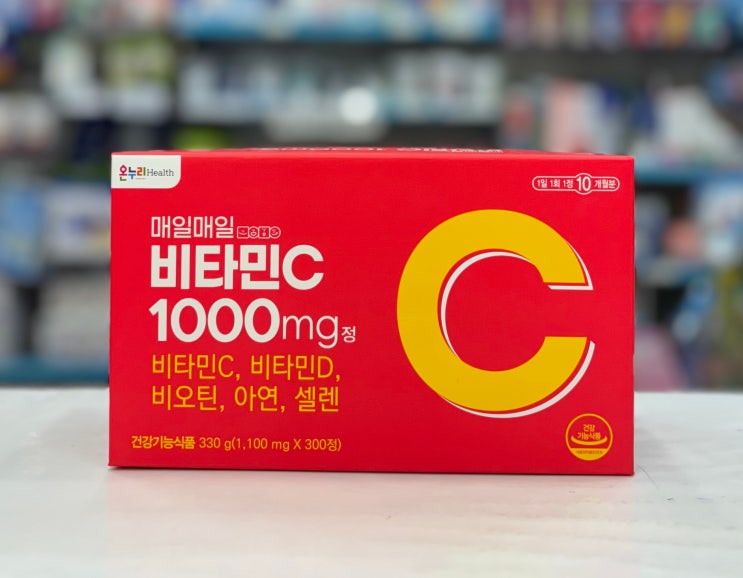 온누리Health
1일 1회 1정 10개월분
매일매일
비타민C
1000mg정
비타민C, 비타민D,
비오틴, 아연, 셀렌
건강기능식품 330 g(1,100 mg X 300정)
C
건강
기능식품